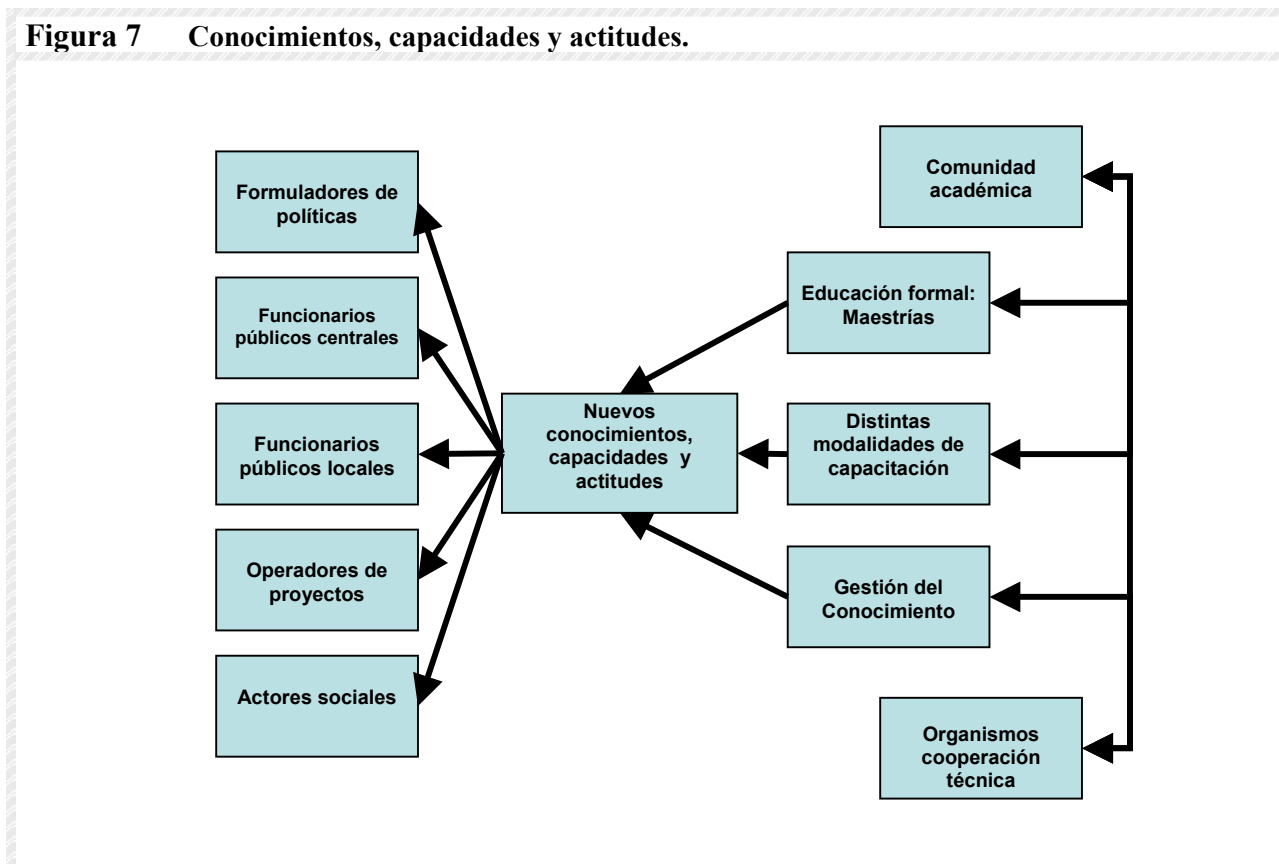 Figura 7 Conocimientos, capacidades y actitudes.
Formuladores de
políticas
Funcionarios
públicos centrales
Funcionarios
públicos locales
Operadores de
proyectos
Actores sociales
Nuevos
conocimientos,
capacidades y
actitudes
Comunidad
académica
Educación formal:
Maestrías
Distintas
modalidades de
capacitación
Gestión del
Conocimiento
Organismos
cooperación
técnica